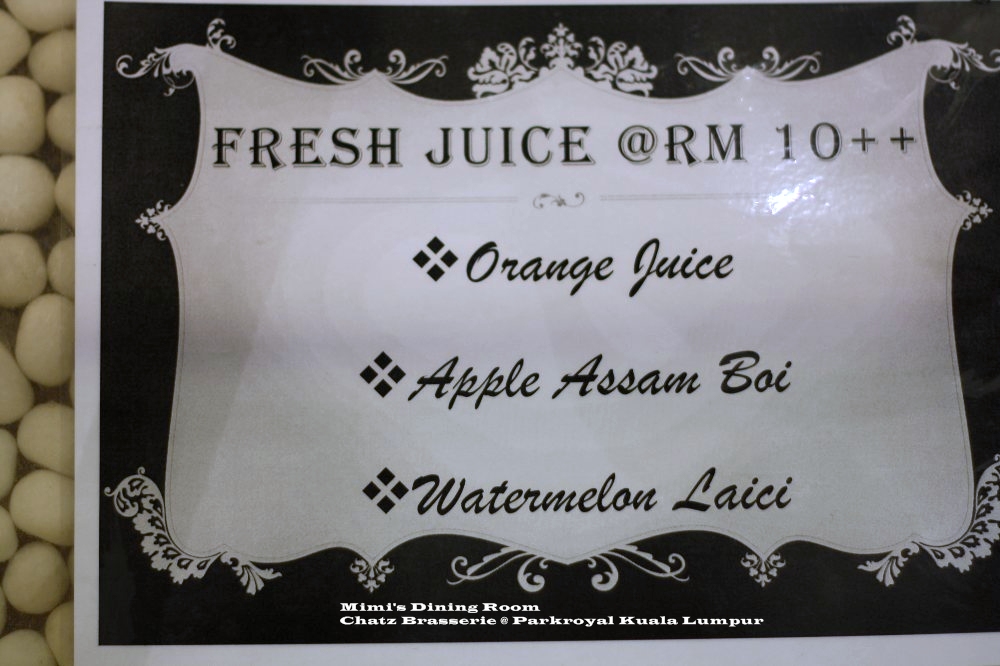 FRESH JUICE @RM 10++
❖Orange Juice
❖Apple Assam Boi
❖Watermelon Laici
Mimi's Dining Room
Chatz Brasserie @ Parkroyal Kuala Lumpur